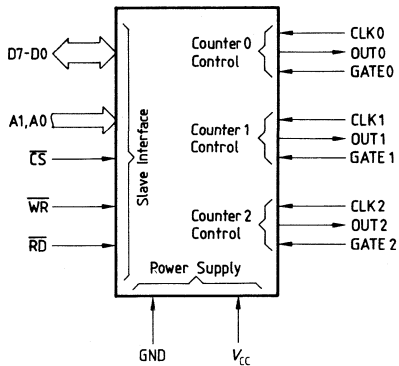 D7-D0
A1,A0
CS
WR
RD
Slave Interface
Counter 0
Control
Counter 1
Control
Counter 2
Control
CLK0
OUT0
GATE0
CLK1
OUT1
GATE 1
CLK2
OUT2
GATE 2
Power Supply
GND
VCC